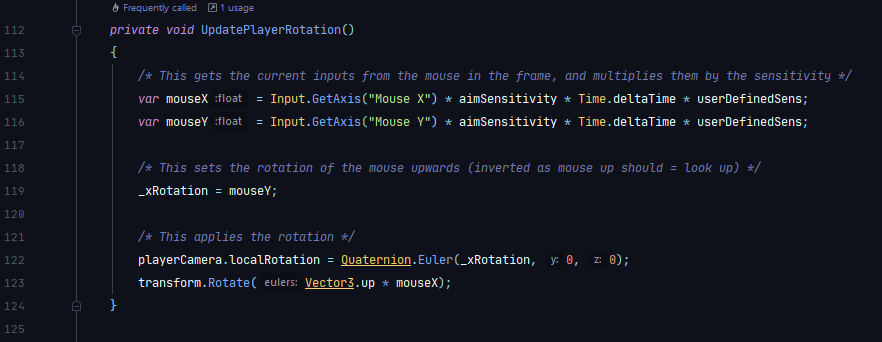 Frequently called 1 usage
112 private void UpdatePlayerRotation()
113 {
114 /* This gets the current inputs from the mouse in the frame, and multiplies them by the sensitivity */
115 var mouseX :float = Input.GetAxis("Mouse X") * aimSensitivity * Time.deltaTime * userDefinedSens;
116 var mouseY :float = Input.GetAxis("Mouse Y") * aimSensitivity * Time.deltaTime * userDefinedSens;
117
118 /* This sets the rotation of the mouse upwards (inverted as mouse up should = look up) */
119 _xRotation = mouseY;
120
121 /* This applies the rotation */
122 playerCamera.localRotation = Quaternion.Euler(_xRotation, y: 0, z: 0);
123 transform.Rotate( eulers: Vector3.up * mouseX);
124 }
125